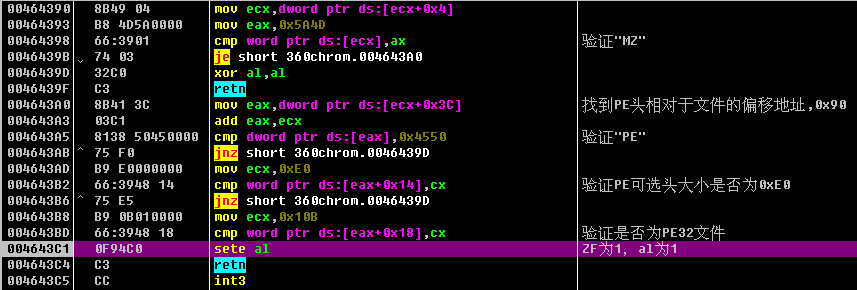 00464390 8B49 04 mov ecx,dword ptr ds:[ecx+0x4]
00464393 B8 4D5A0000 mov eax,0x5A4D
00464398 66:3901 cmp word ptr ds:[ecx],ax 验证"MZ"
0046439B 74 03 je short 360chrom.004643A0
0046439D 32C0 xor al,al
0046439F C3 retn
004643A0 8B41 3C mov eax,dword ptr ds:[ecx+0x3C] 找到PE头相对于文件的偏移地址,0x90
004643A3 03C1 add eax,ecx
004643A5 8138 50450000 cmp dword ptr ds:[eax],0x4550 验证"PE"
004643AB ^ 75 F0 jnz short 360chrom.0046439D
004643AD B9 E0000000 mov ecx,0xE0
004643B2 66:3948 14 cmp word ptr ds:[eax+0x14],cx 验证PE可选头大小是否为0xE0
004643B6 ^ 75 E5 jnz short 360chrom.0046439D
004643B8 B9 0B010000 mov ecx,0x10B
004643BD 66:3948 18 cmp word ptr ds:[eax+0x18],cx 验证是否为PE32文件
004643C1 0F94C0 sete al ZF为1, al为1
004643C4 C3 retn
004643C5 CC int3